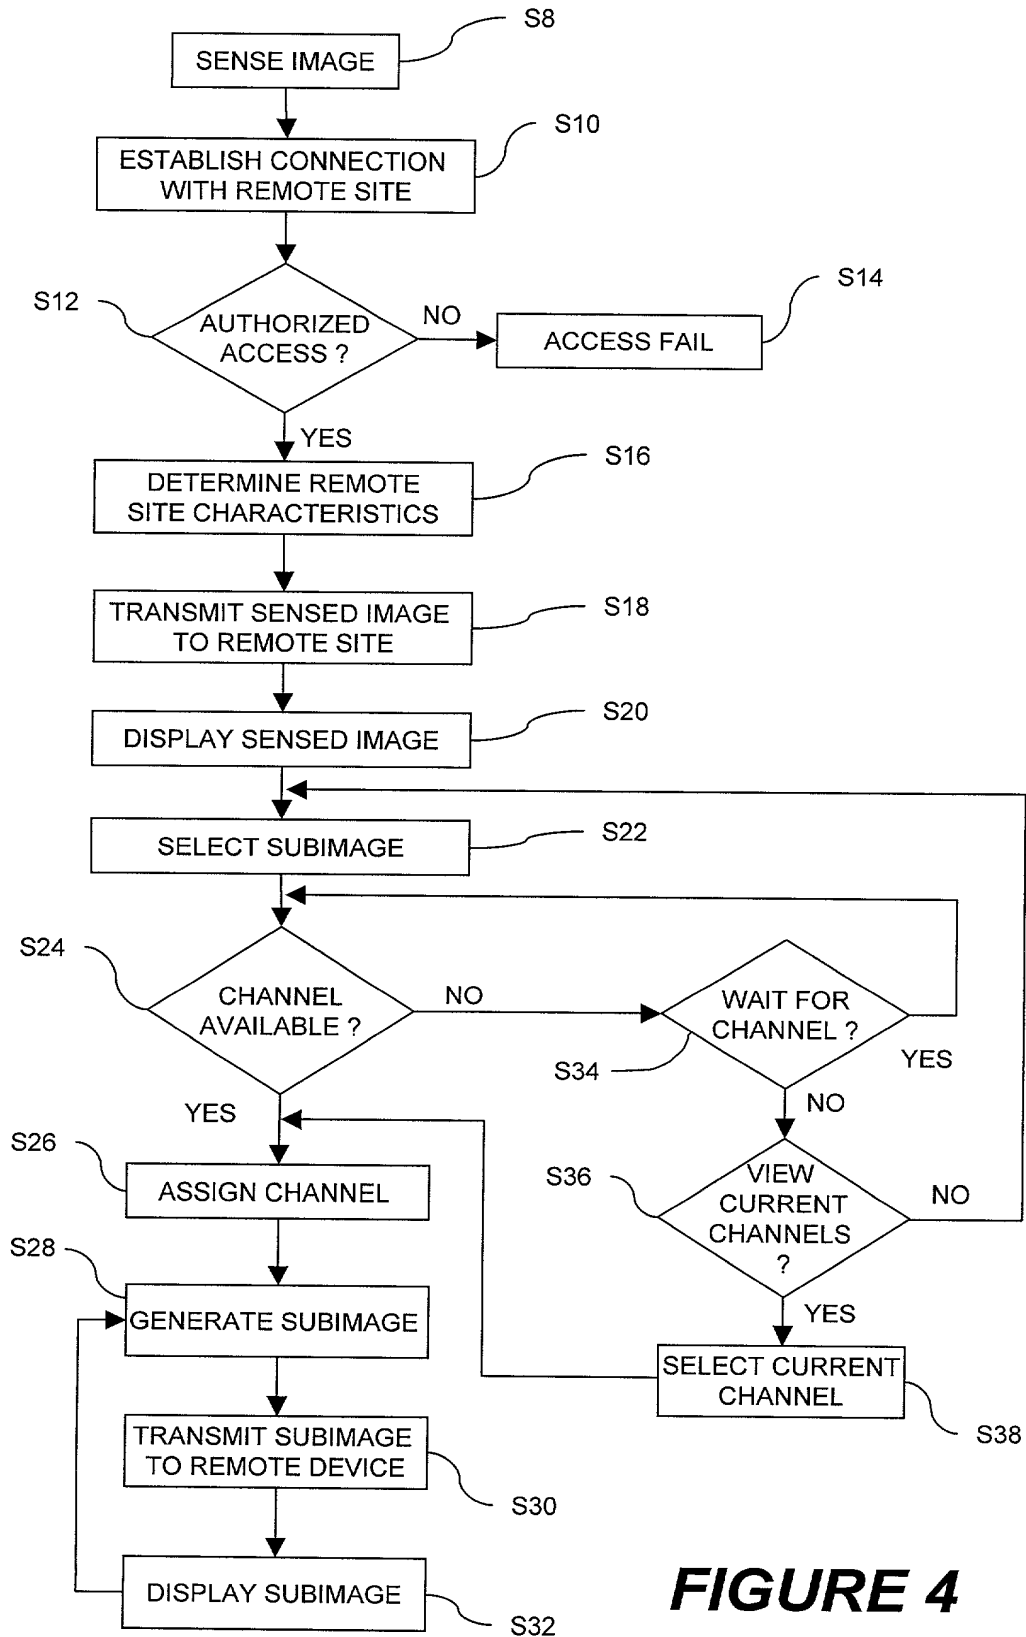 S8
SENSE IMAGE
S10
ESTABLISH CONNECTION
WITH REMOTE SITE
S12
AUTHORIZED
ACCESS ?
NO
S14
ACCESS FAIL
YES
S16
DETERMINE REMOTE
SITE CHARACTERISTICS
S18
TRANSMIT SENSED IMAGE
TO REMOTE SITE
S20
DISPLAY SENSED IMAGE
S22
SELECT SUBIMAGE
S24
CHANNEL
AVAILABLE ?
NO
WAIT FOR
CHANNEL ?
S34
YES
NO
YES
S26
ASSIGN CHANNEL
S36
VIEW
CURRENT
CHANNELS
?
NO
S28
GENERATE SUBIMAGE
YES
SELECT CURRENT
CHANNEL
S38
TRANSMIT SUBIMAGE
TO REMOTE DEVICE
S30
DISPLAY SUBIMAGE
S32
FIGURE 4